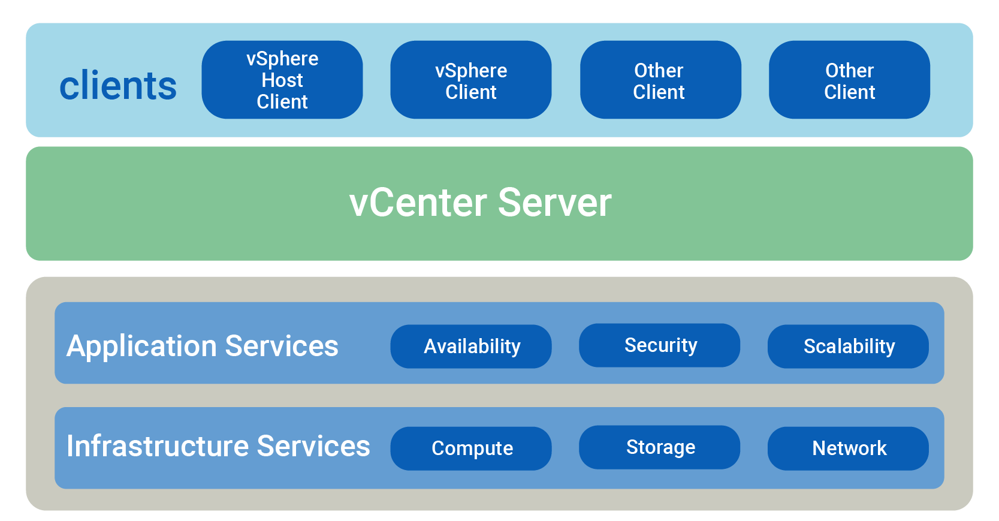 clients
vSphere
Host
Client
vSphere
Client
Other
Client
Other
Client
vCenter Server
Application Services
Availability
Security
Scalability
Infrastructure Services
Compute
Storage
Network